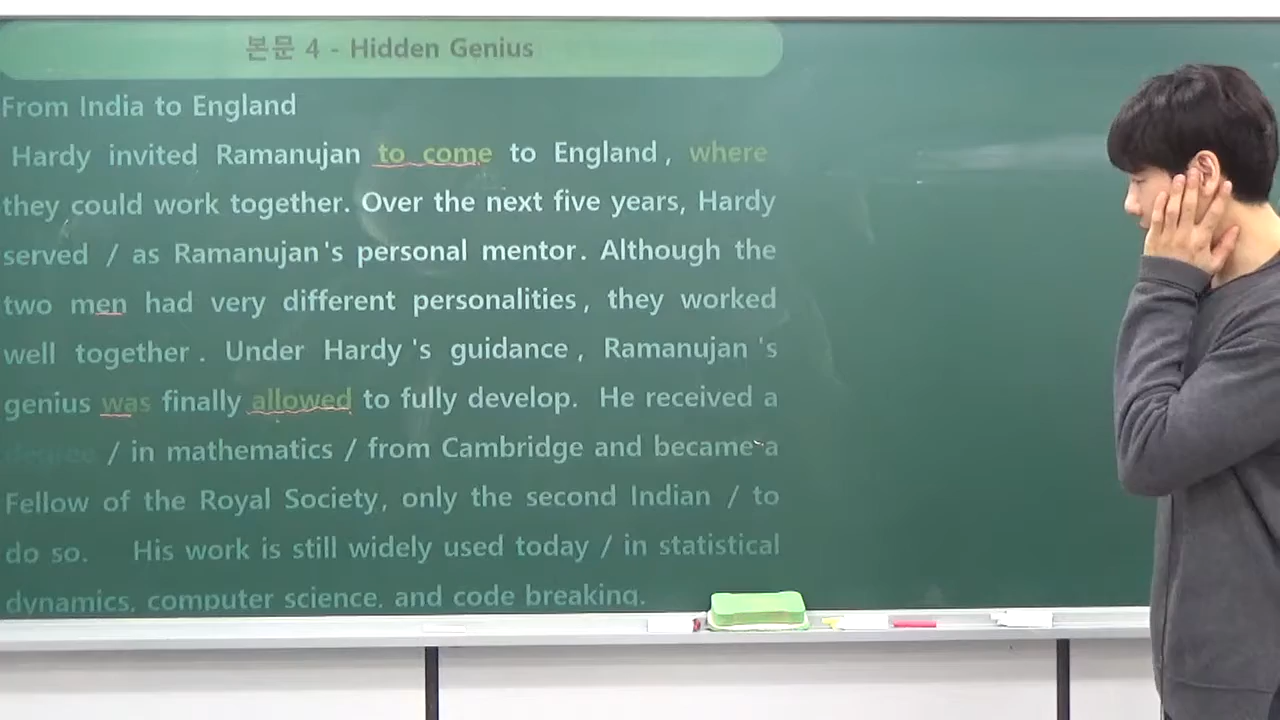 본문 4 - Hidden Genius
From India to England
Hardy invited Ramanujan to come to England, where
they could work together. Over the next five years, Hardy
served / as Ramanujan's personal mentor. Although the
two men had very different personalities, they worked
well together. Under Hardy's guidance, Ramanujan's
genius was finally allowed to fully develop. He received a
degree / in mathematics / from Cambridge and became a
Fellow of the Royal Society, only the second Indian / to
do so. His work is still widely used today / in statistical
dynamics, computer science, and code breaking.